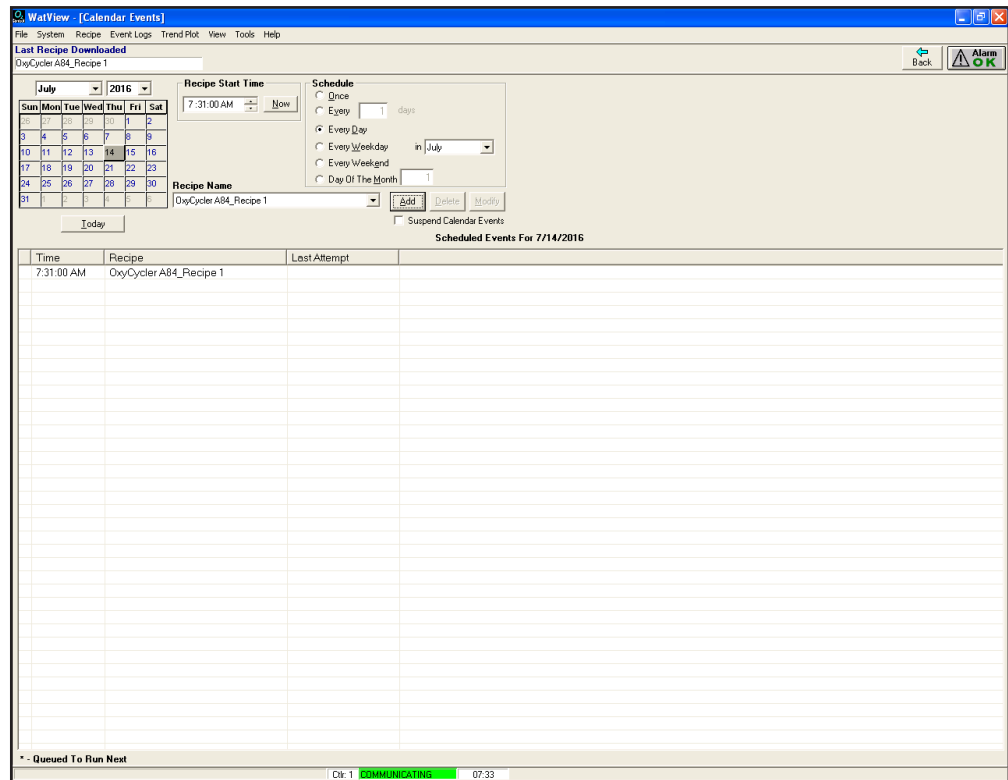 WatView - [Calendar Events]
File System Recipe Event Logs Trend Plot View Tools Help
Last Recipe Downloaded
OxyCycler A84_Recipe 1
Back
Alarm
OK
July 2016
Sun Mon Tue Wed Thu Fri Sat
26 27 28 29 30 1 2
3 4 5 6 7 8 9
10 11 12 13 14 15 16
17 18 19 20 21 22 23
24 25 26 27 28 29 30
31 1 2 3 4 5 6
Today
Recipe Start Time
7:31:00 AM Now
Schedule
Once
Every 1 days
Every Day
Every Weekday in July
Every Weekend
Day Of The Month 1
Recipe Name
OxyCycler A84_Recipe 1
Add Delete Modify
Suspend Calendar Events
Scheduled Events For 7/14/2016
Time Recipe Last Attempt
7:31:00 AM OxyCycler A84_Recipe 1
* - Queued To Run Next
Ctlr: 1 COMMUNICATING 07:33